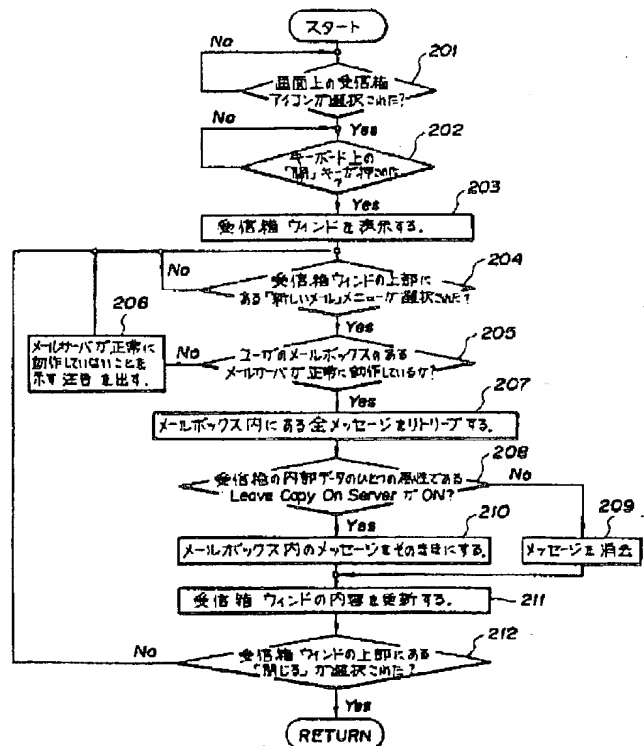 スタート
No
201
画面上の受信箱
アイコンが選択された?
No
Yes
202
キーボード上の
「開」キーが押された
?
Yes
203
受信箱ウィンドを表示する。
No
204
受信箱ウィンドの上部に
ある「新しいメール」メニューが選択された?
206
Yes
205
メールサーバが正常に
動作していないことを
示す注書を出す。
No
ユーザのメールボックスのある
メールサーバが正常に動作しているか?
Yes
207
メールボックス内にある全メッセージをリトリーブする。
208
受信箱の内部データのひとつの属性である
Leave Copy On Server が ON?
No
Yes
210
209
メールボックス内のメッセージをそのままにする。
メッセージを消去
受信箱ウィンドの内容を更新する。
211
No
212
受信箱ウィンドの上部にある
「閉じる」が選択された?
Yes
RETURN